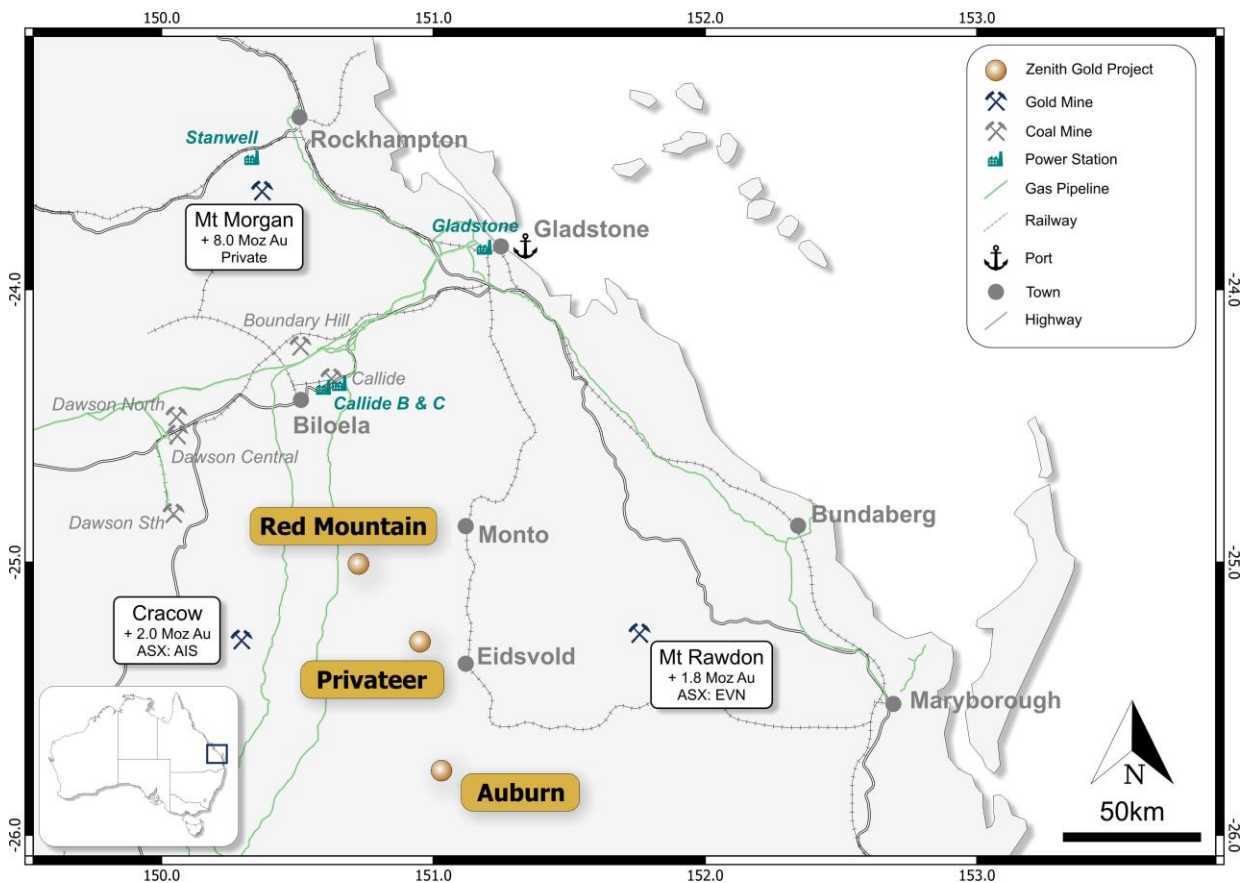 150.0
151.0
152.0
153.0
Zenith Gold Project
Gold Mine
Coal Mine
Power Station
Gas Pipeline
Railway
Port
Town
Highway
Stanwell
Rockhampton
Mt Morgan
+ 8.0 Moz Au
Private
Gladstone
Gladstone
-24.0
-24.0
Boundary Hill
Callide
Callide B & C
Biloela
Dawson North
Dawson Central
Dawson Sth
Red Mountain
Monto
Bundaberg
-25.0
-25.0
Cracow
+ 2.0 Moz Au
ASX: AIS
Privateer
Eidsvold
Mt Rawdon
+ 1.8 Moz Au
ASX: EVN
Maryborough
Auburn
N
50km
-26.0
-26.0
150.0
151.0
152.0
153.0